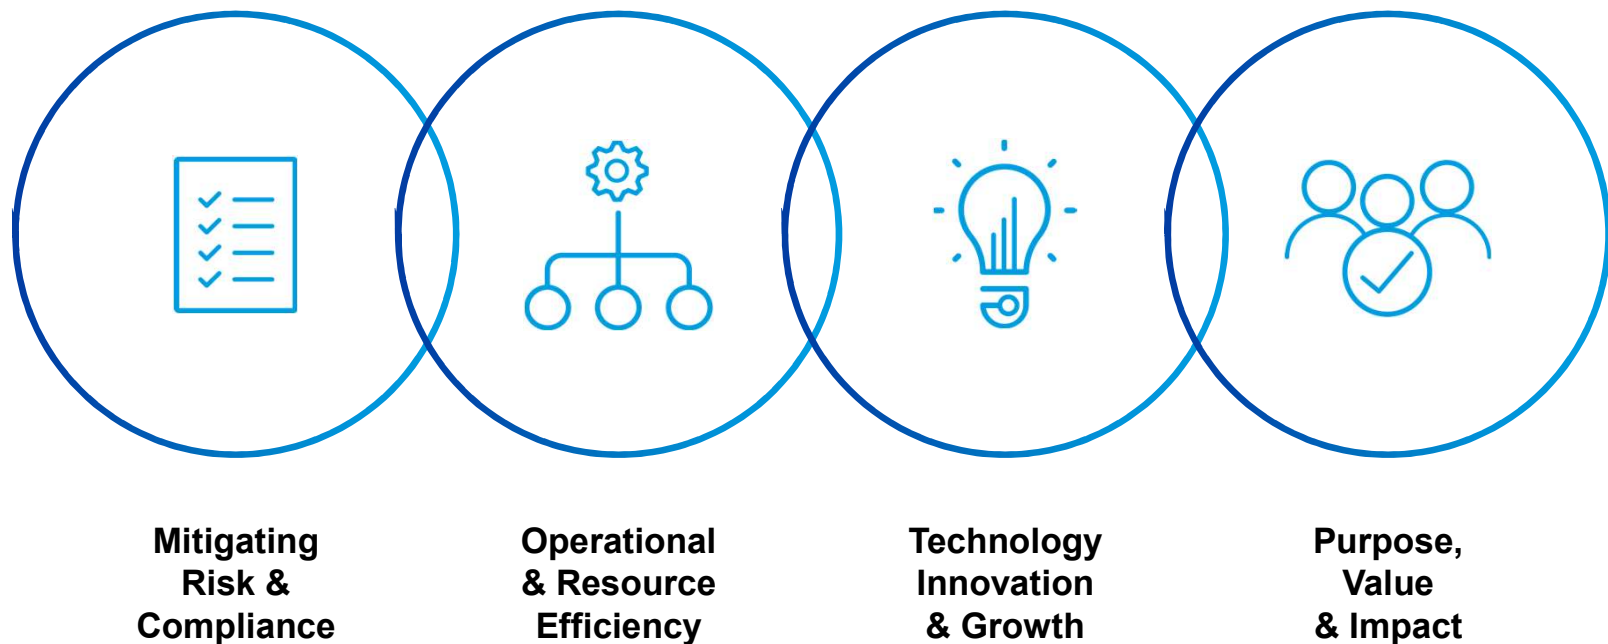 Mitigating
Risk &
Compliance
Operational
& Resource
Efficiency
Technology
Innovation
& Growth
Purpose,
Value
& Impact